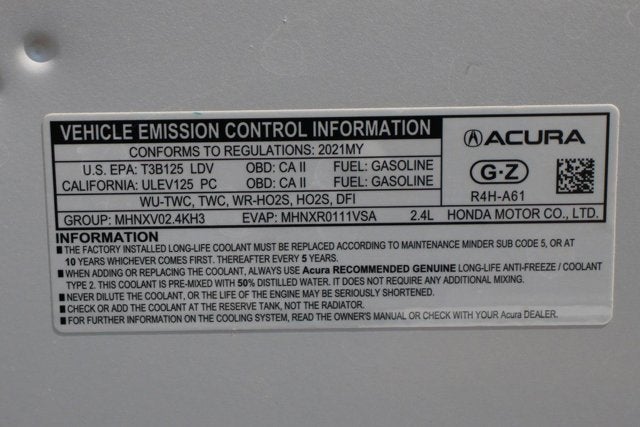 VEHICLE EMISSION CONTROL INFORMATION
CONFORMS TO REGULATIONS: 2021MY
U.S. EPA: T3B125 LDV OBD: CA II FUEL: GASOLINE
CALIFORNIA: ULEV125 PC OBD: CA II FUEL: GASOLINE
WU-TWC, TWC, WR-HO2S, HO2S, DFI
GROUP: MHNXV02.4KH3 EVAP: MHNXR0111VSA 2.4L
ACURA
G-Z
R4H-A61
HONDA MOTOR CO., LTD.
INFORMATION
■ THE FACTORY INSTALLED LONG-LIFE COOLANT MUST BE REPLACED ACCORDING TO MAINTENANCE MINDER SUB CODE 5, OR AT
10 YEARS WHICHEVER COMES FIRST. THEREAFTER EVERY 5 YEARS.
■ WHEN ADDING OR REPLACING THE COOLANT, ALWAYS USE Acura RECOMMENDED GENUINE LONG-LIFE ANTI-FREEZE / COOLANT
TYPE 2. THIS COOLANT IS PRE-MIXED WITH 50% DISTILLED WATER. IT DOES NOT REQUIRE ANY ADDITIONAL MIXING.
■ NEVER DILUTE THE COOLANT, OR THE LIFE OF THE ENGINE MAY BE SERIOUSLY SHORTENED.
■ CHECK OR ADD THE COOLANT AT THE RESERVE TANK, NOT THE RADIATOR.
■ FOR FURTHER INFORMATION ON THE COOLING SYSTEM, READ THE OWNER'S MANUAL OR CHECK WITH YOUR Acura DEALER.